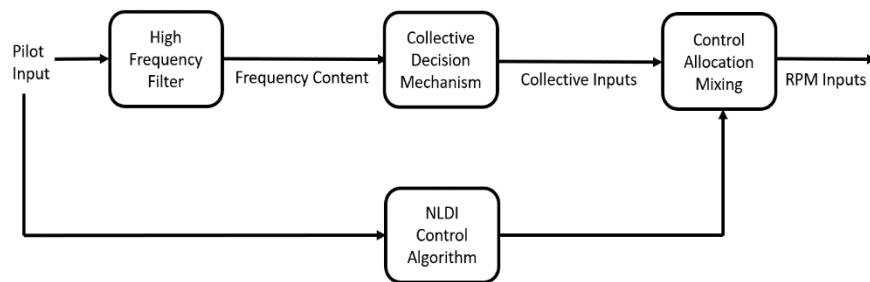 Pilot
Input
High
Frequency
Filter
Frequency Content
Collective
Decision
Mechanism
Collective Inputs
Control
Allocation
Mixing
RPM Inputs
NLDI
Control
Algorithm